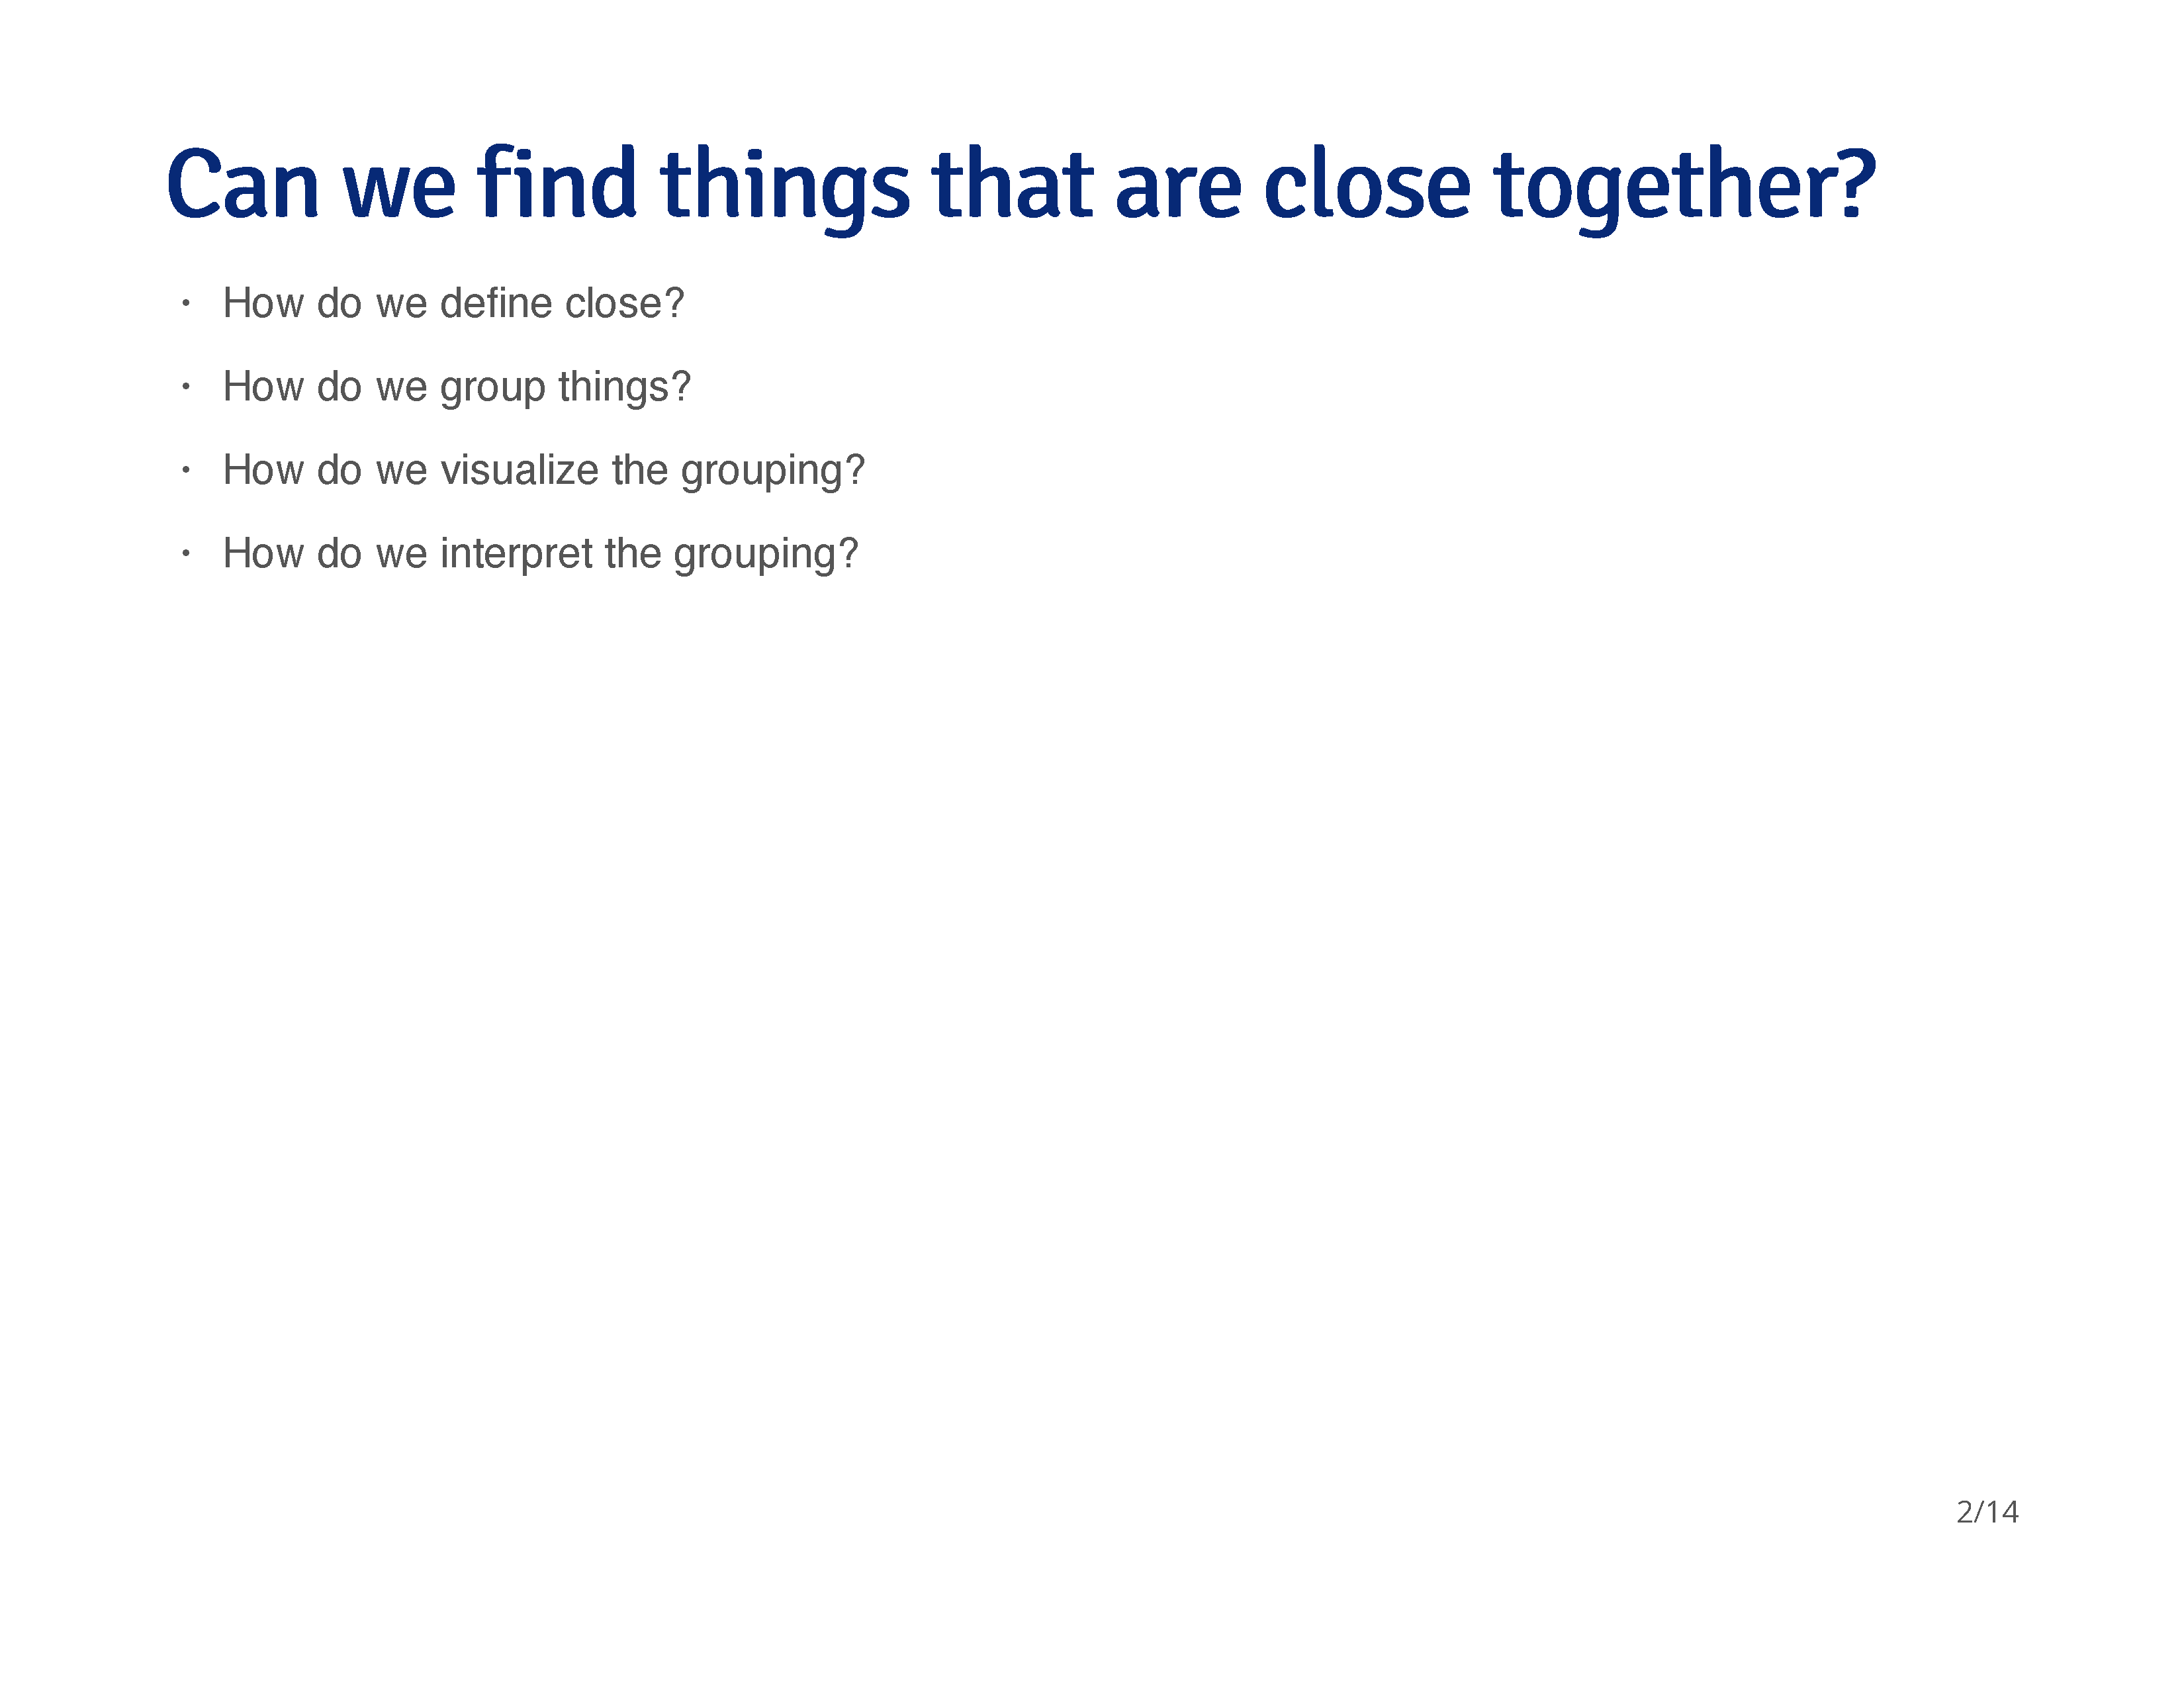 Can we find things that are close together?
• How do we define close?
• How do we group things?
• How do we visualize the grouping?
• How do we interpret the grouping?
2/14